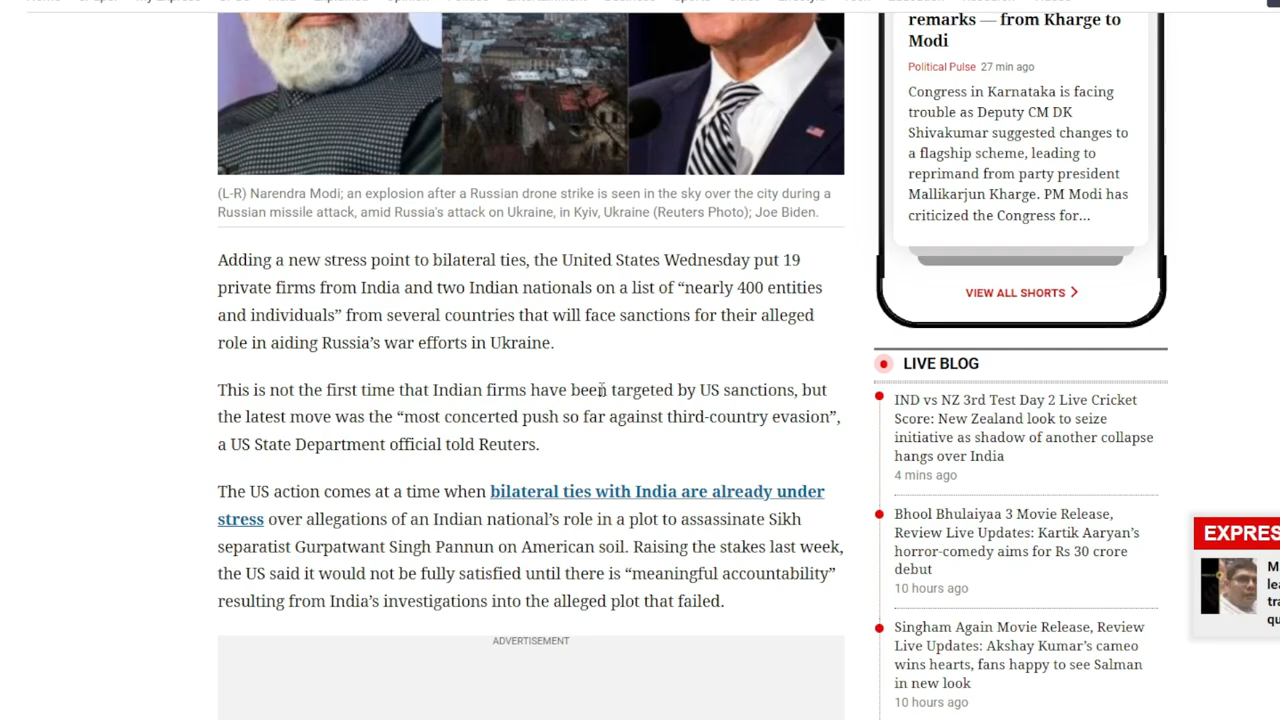 remarks — from Kharge to
Modi
Political Pulse 27 min ago
Congress in Karnataka is facing
trouble as Deputy CM DK
Shivakumar suggested changes to
a flagship scheme, leading to
reprimand from party president
Mallikarjun Kharge. PM Modi has
criticized the Congress for...
VIEW ALL SHORTS
(L-R) Narendra Modi; an explosion after a Russian drone strike is seen in the sky over the city during a
Russian missile attack, amid Russia's attack on Ukraine, in Kyiv, Ukraine (Reuters Photo); Joe Biden.
Adding a new stress point to bilateral ties, the United States Wednesday put 19
private firms from India and two Indian nationals on a list of “nearly 400 entities
and individuals” from several countries that will face sanctions for their alleged
role in aiding Russia’s war efforts in Ukraine.
This is not the first time that Indian firms have been targeted by US sanctions, but
the latest move was the “most concerted push so far against third-country evasion”,
a US State Department official told Reuters.
The US action comes at a time when bilateral ties with India are already under
stress over allegations of an Indian national’s role in a plot to assassinate Sikh
separatist Gurpatwant Singh Pannun on American soil. Raising the stakes last week,
the US said it would not be fully satisfied until there is “meaningful accountability”
resulting from India’s investigations into the alleged plot that failed.
ADVERTISEMENT
LIVE BLOG
IND vs NZ 3rd Test Day 2 Live Cricket
Score: New Zealand look to seize
initiative as shadow of another collapse
hangs over India
4 mins ago
Bhool Bhulaiyaa 3 Movie Release,
Review Live Updates: Kartik Aaryan’s
horror-comedy aims for Rs 30 crore
debut
10 hours ago
Singham Again Movie Release, Review
Live Updates: Akshay Kumar’s cameo
wins hearts, fans happy to see Salman
in new look
10 hours ago
EXPRES
M
lea
tra
qu